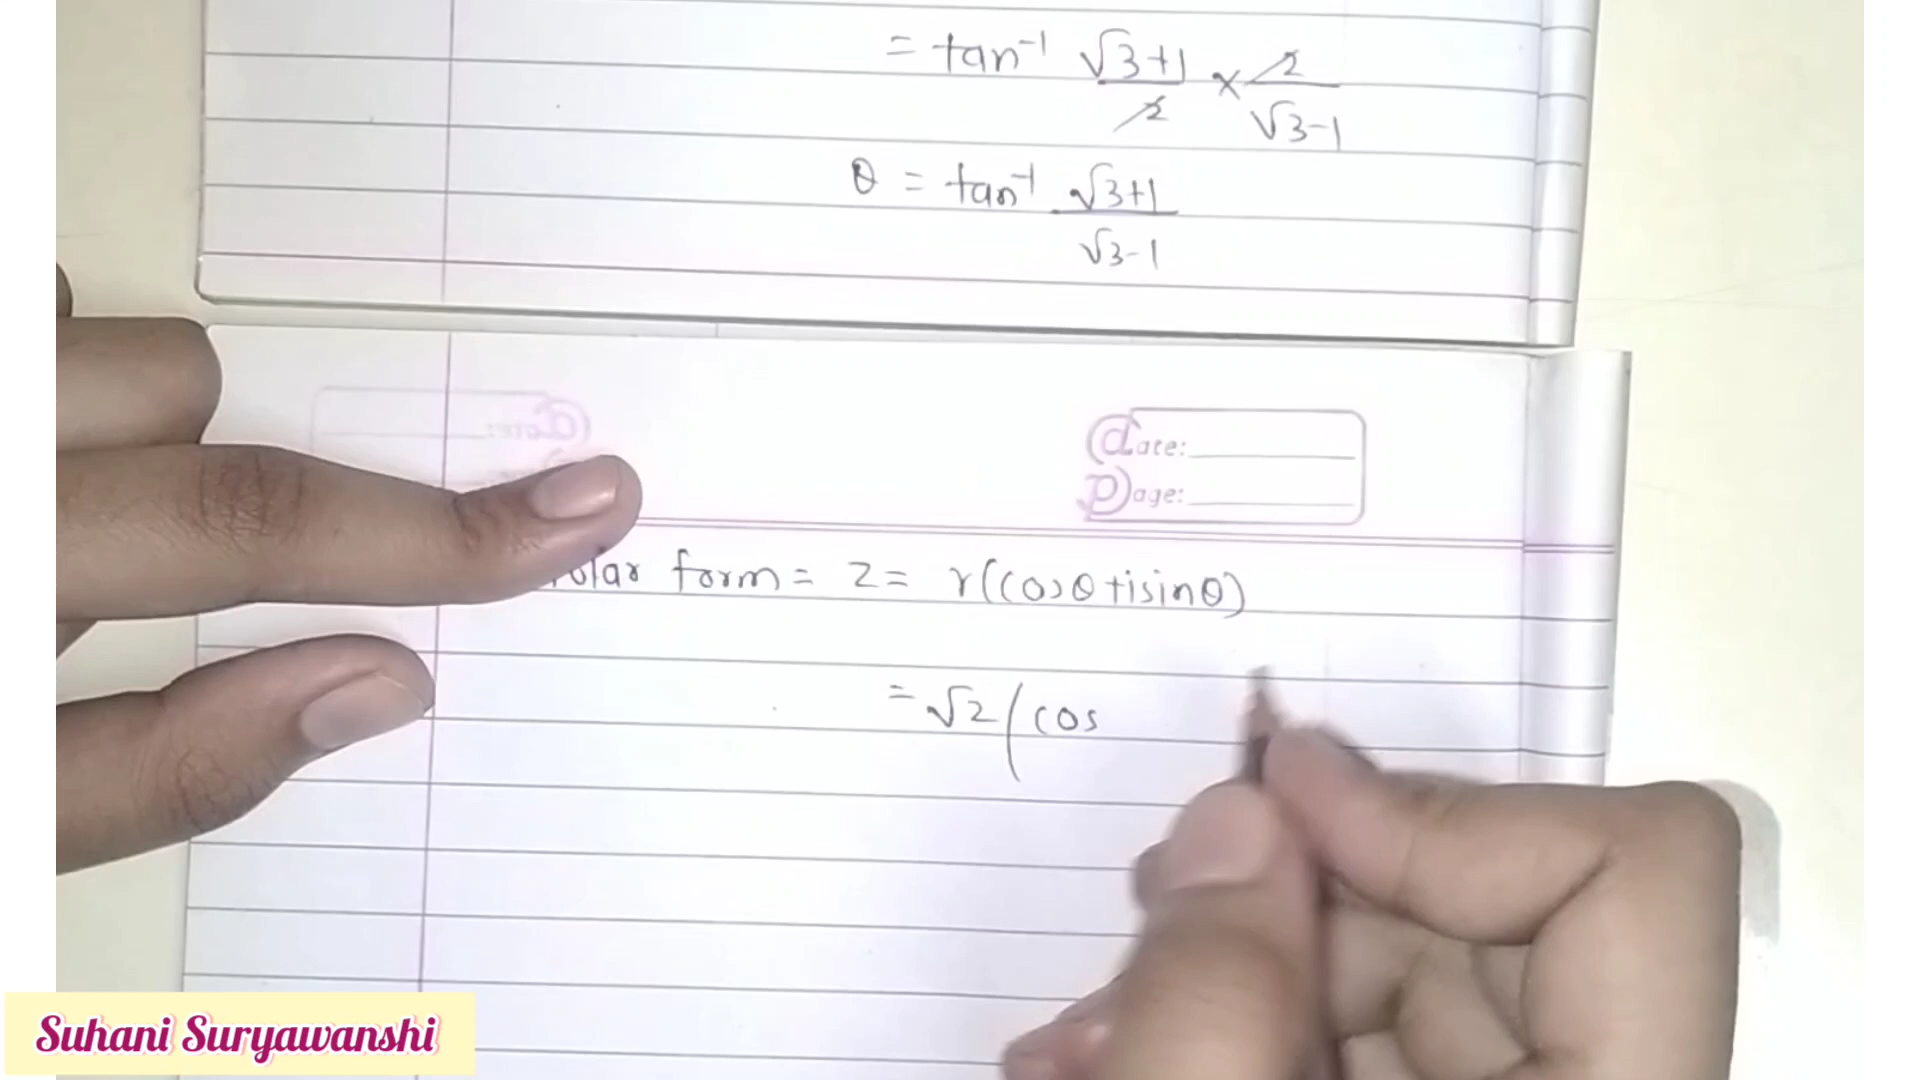 = tan⁻¹ √3+1/2 × 2/√3-1
θ = tan⁻¹ √3+1/√3-1
Date:
Page:
form = z = r(cosθ+isinθ)
= √2 ( cos
Suhani Suryawanshi